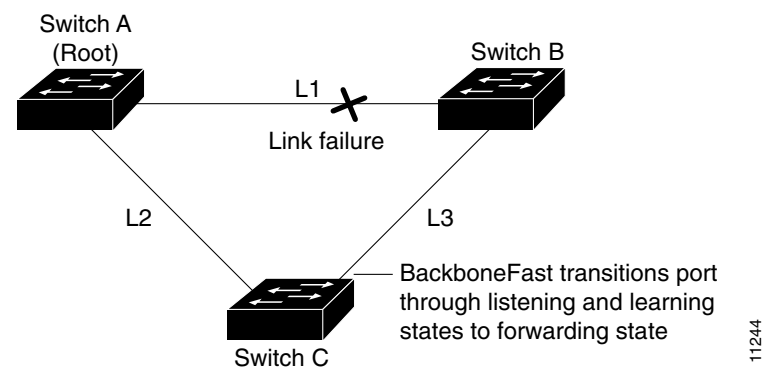 Switch A
(Root)
Switch B
L1
Link failure
L2
L3
BackboneFast transitions port
through listening and learning
states to forwarding state
Switch C
11244